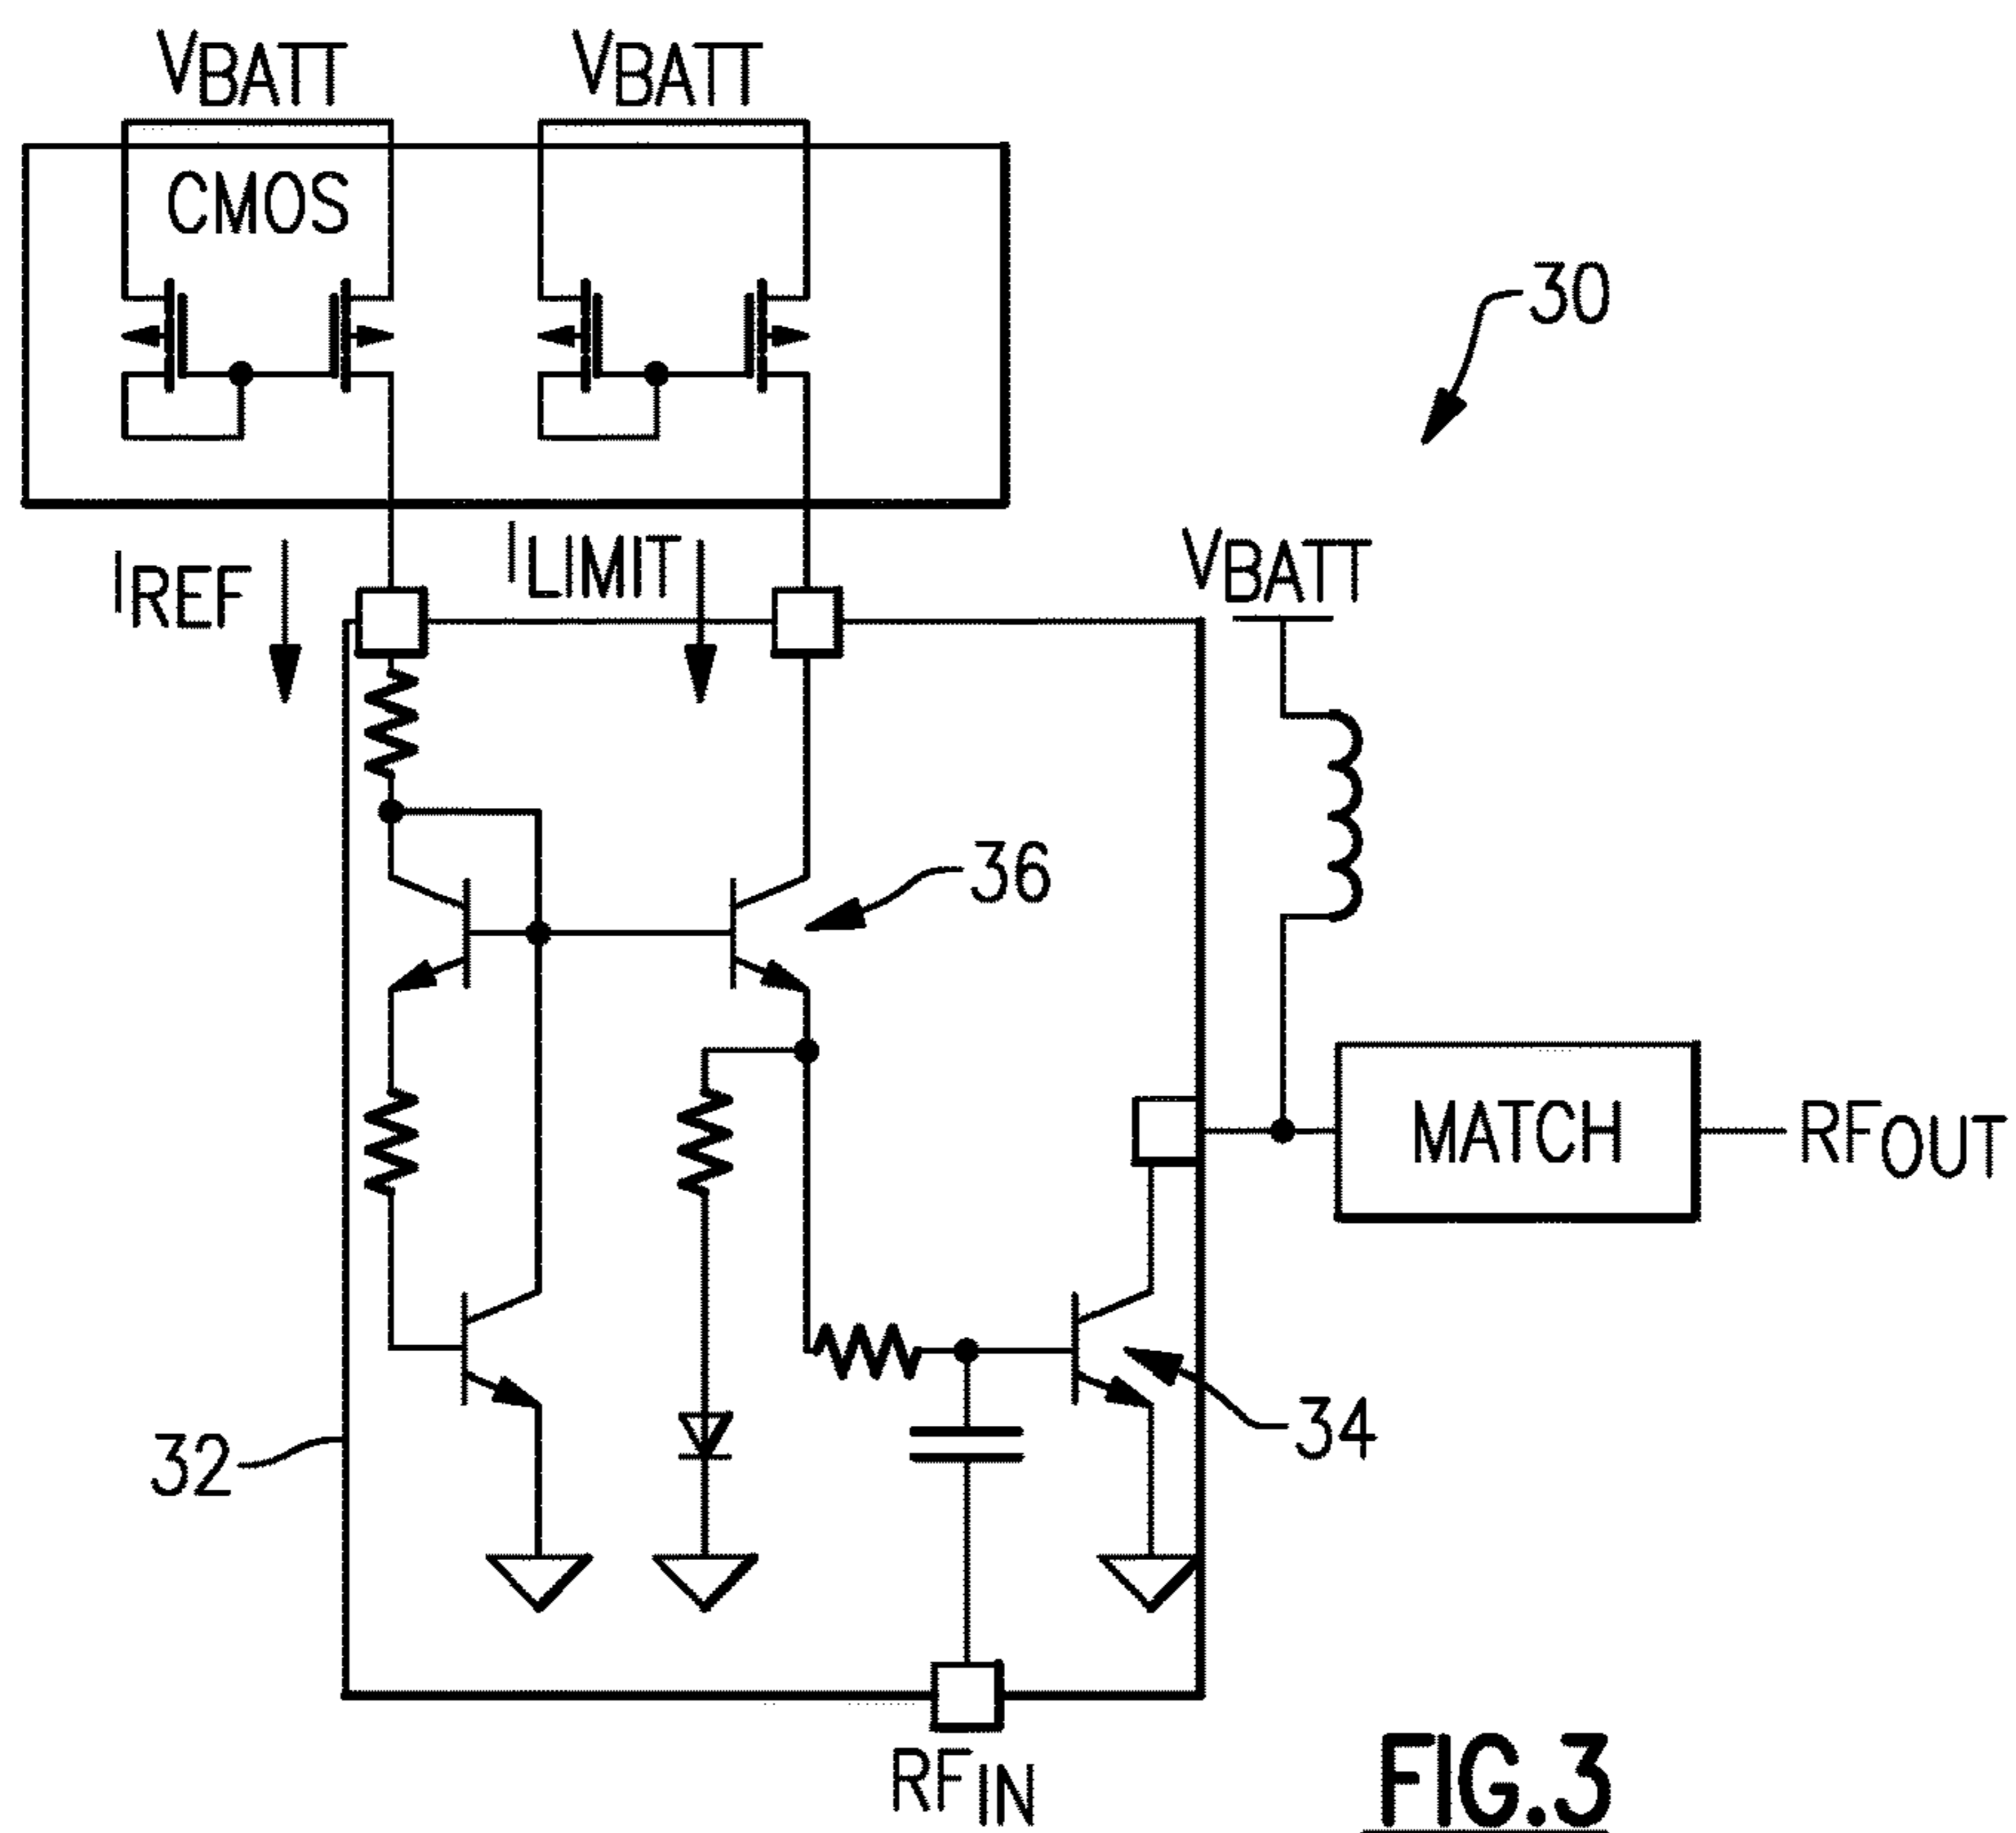 VBATT VBATT
CMOS
30
IREF
ILIMIT
VBATT
36
MATCH
RFOUT
32
34
RFIN
FIG.3